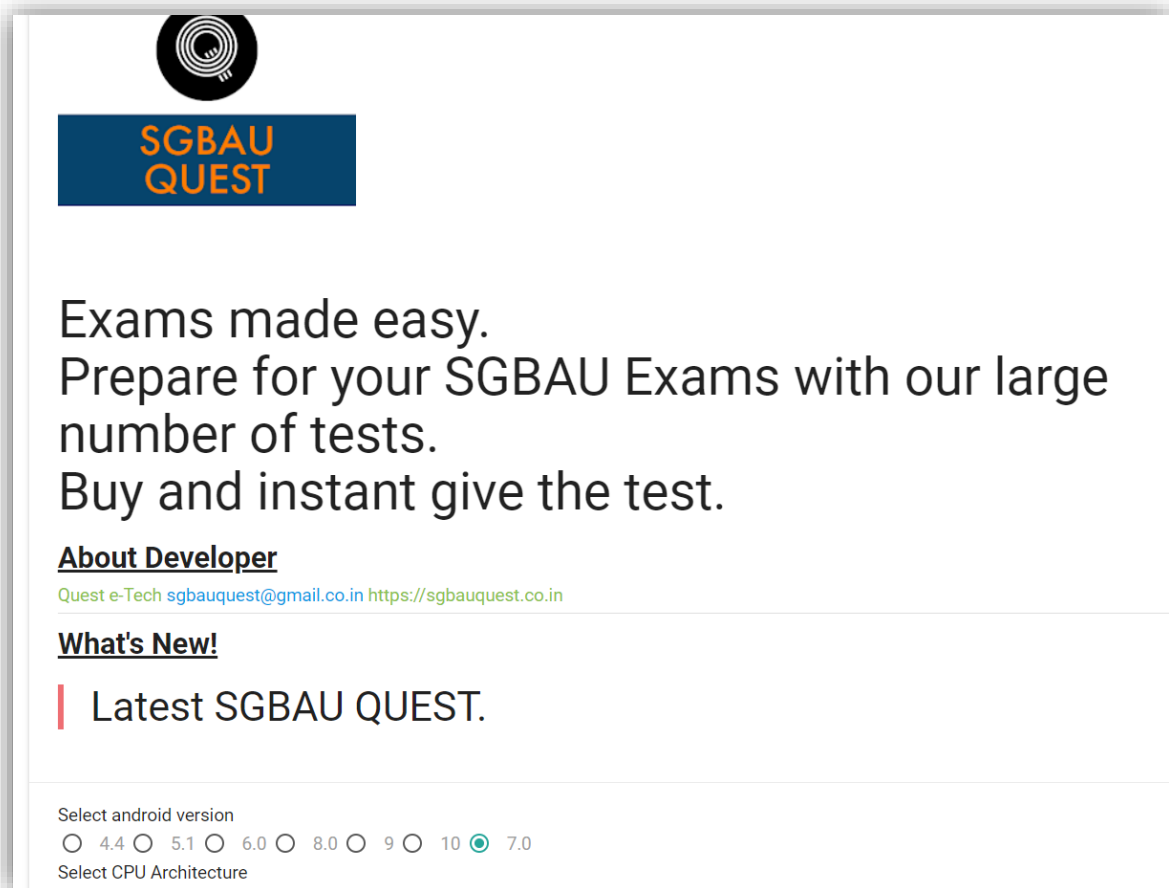 SGBAU
QUEST
Exams made easy.
Prepare for your SGBAU Exams with our large
number of tests.
Buy and instant give the test.
About Developer
Quest e-Tech sgbauquest@gmail.co.in https://sgbauquest.co.in
What's New!
Latest SGBAU QUEST.
Select android version
4.4 5.1 6.0 8.0 9 10 7.0
Select CPU Architecture